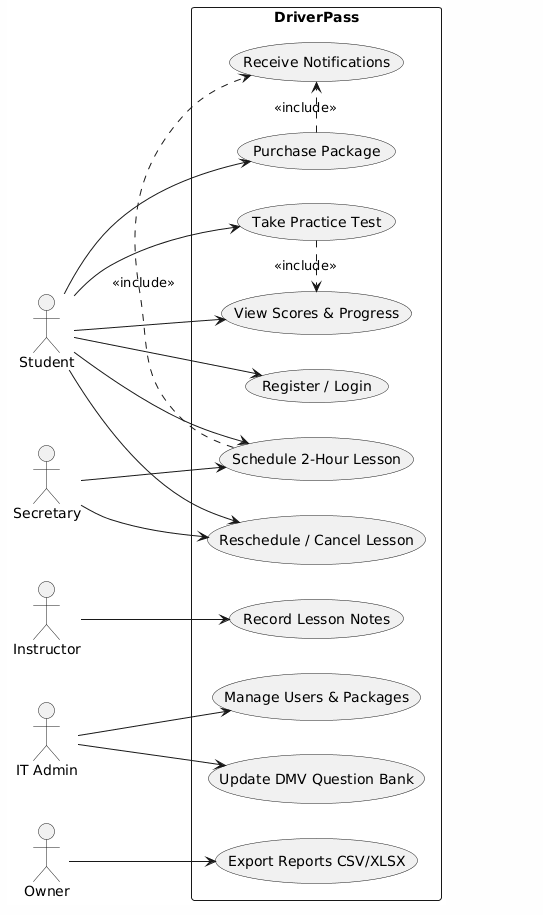 DriverPass
Receive Notifications
«include»
Purchase Package
Take Practice Test
«include»
«include»
View Scores & Progress
Student
Register / Login
Schedule 2-Hour Lesson
Secretary
Reschedule / Cancel Lesson
Record Lesson Notes
Instructor
Manage Users & Packages
IT Admin
Update DMV Question Bank
Export Reports CSV/XLSX
Owner